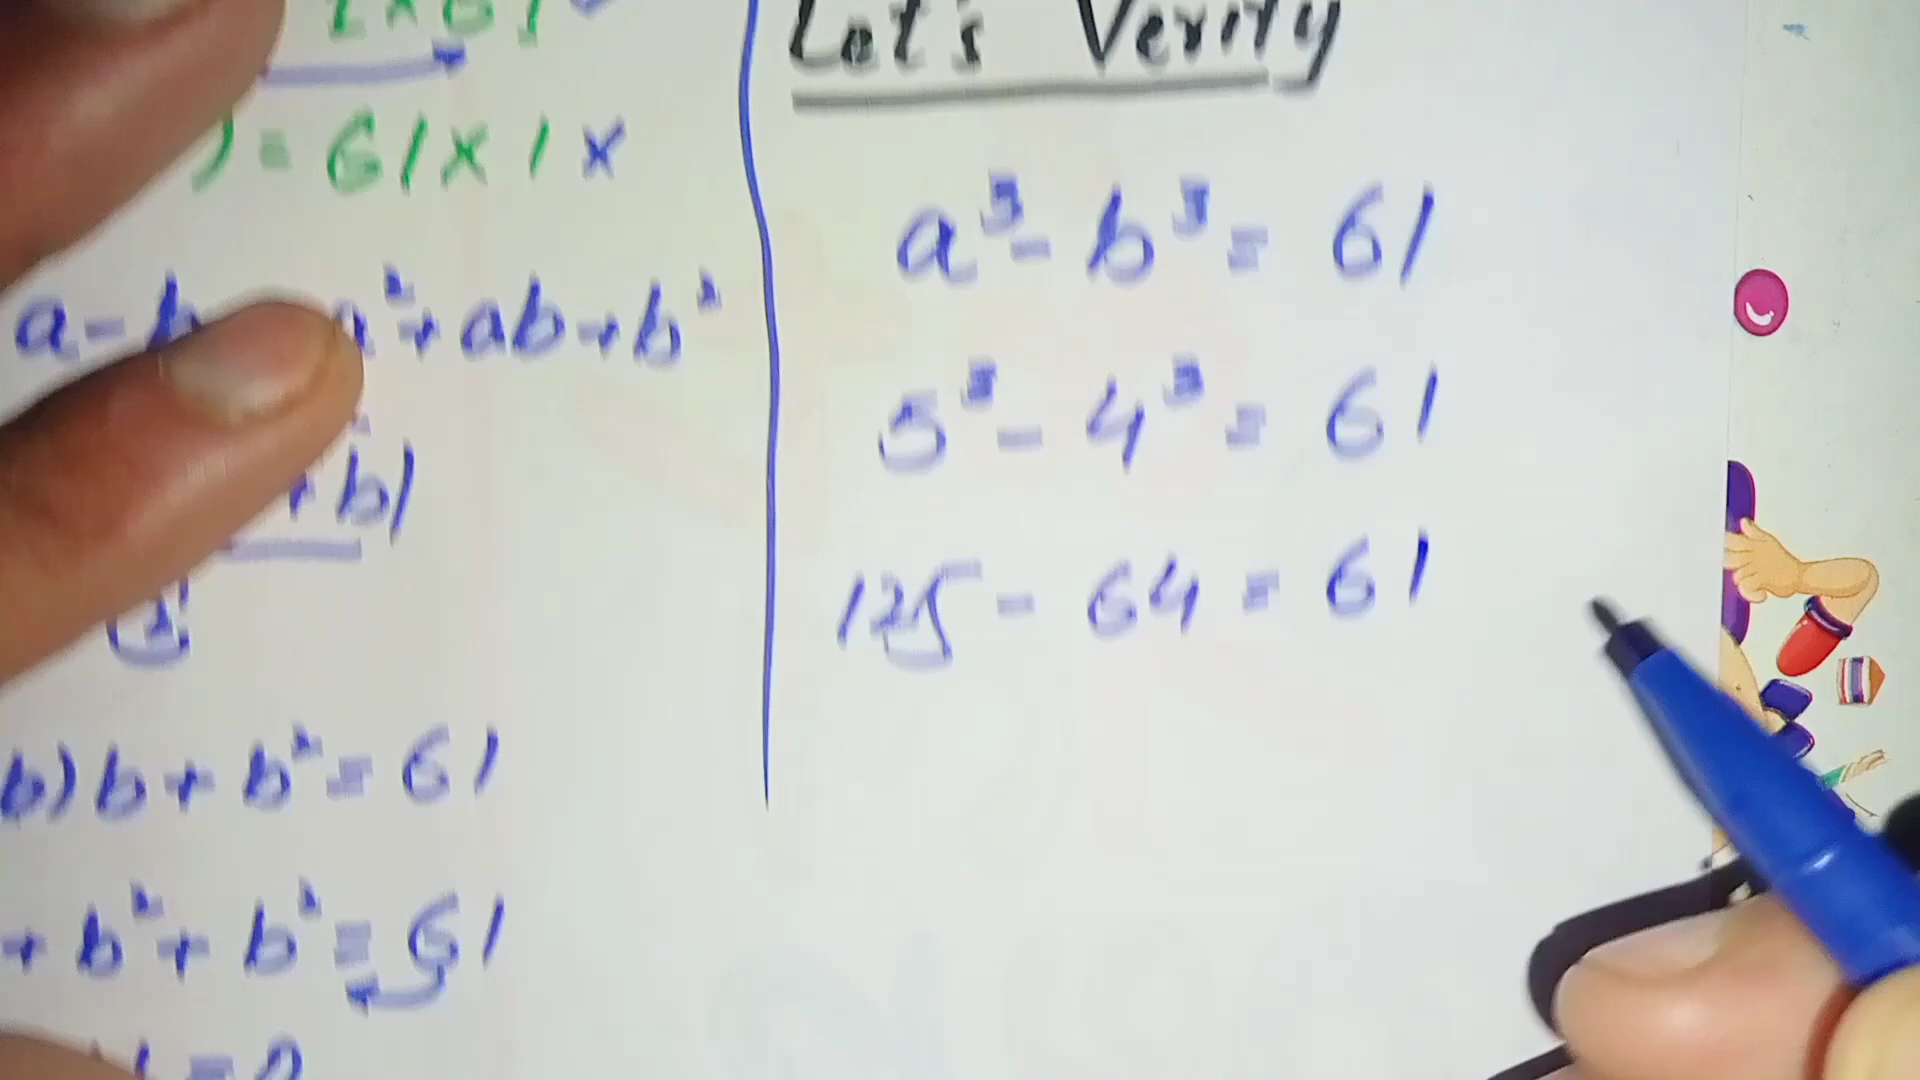 ) = 61 × 1 ×
a - b a² + ab + b²
+ b)
b) b + b² = 61
+ b² + b² = 61
Let's Verify
a³ - b³ = 61
5³ - 4³ = 61
125 - 64 = 61